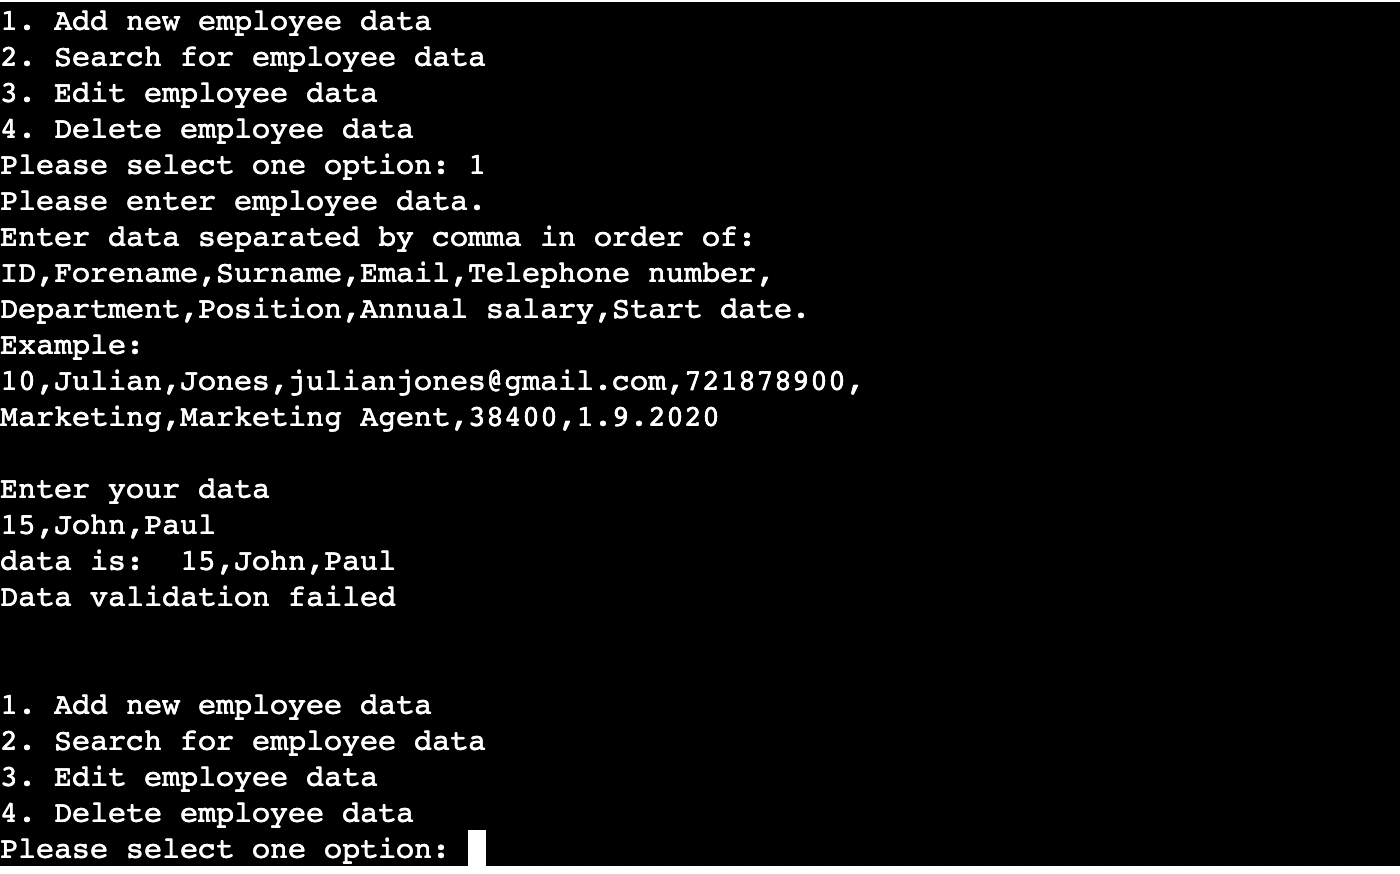 1. Add new employee data
2. Search for employee data
3. Edit employee data
4. Delete employee data
Please select one option: 1
Please enter employee data.
Enter data separated by comma in order of:
ID,Forename,Surname,Email,Telephone number,
Department,Position,Annual salary,Start date.
Example:
10,Julian,Jones,julianjones@gmail.com,721878900,
Marketing,Marketing Agent,38400,1.9.2020
Enter your data
15,John,Paul
data is:  15,John,Paul
Data validation failed
1. Add new employee data
2. Search for employee data
3. Edit employee data
4. Delete employee data
Please select one option: